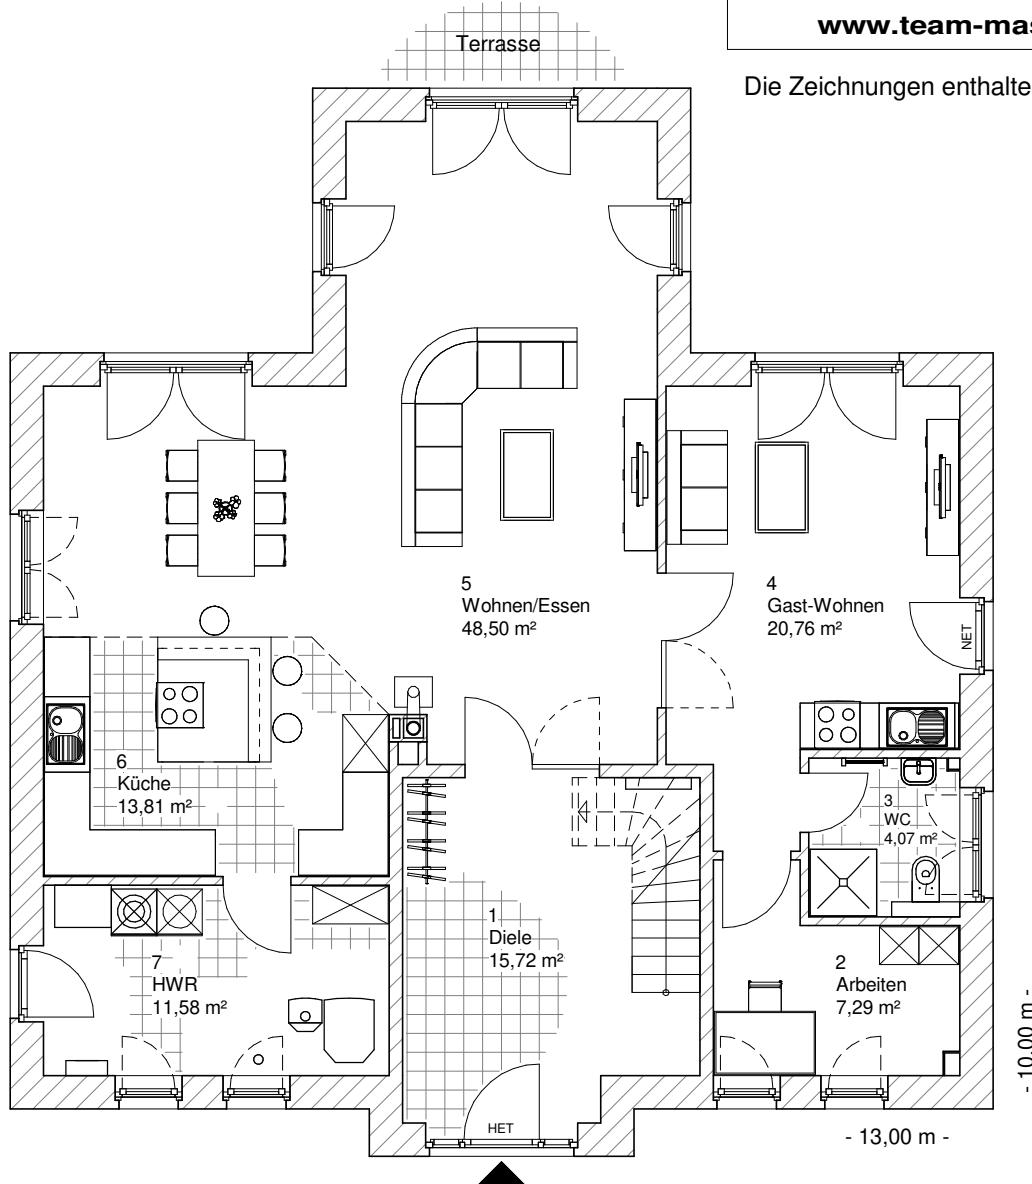 www.team-mas
Terrasse
Die Zeichnungen enthalte
5
Wohnen/Essen
48,50 m²
4
Gast-Wohnen
20,76 m²
NET
6
Küche
13,81 m²
3
WC
4,07 m²
1
Diele
15,72 m²
7
HWR
11,58 m²
2
Arbeiten
7,29 m²
- 10,00 m -
HET
- 13,00 m -